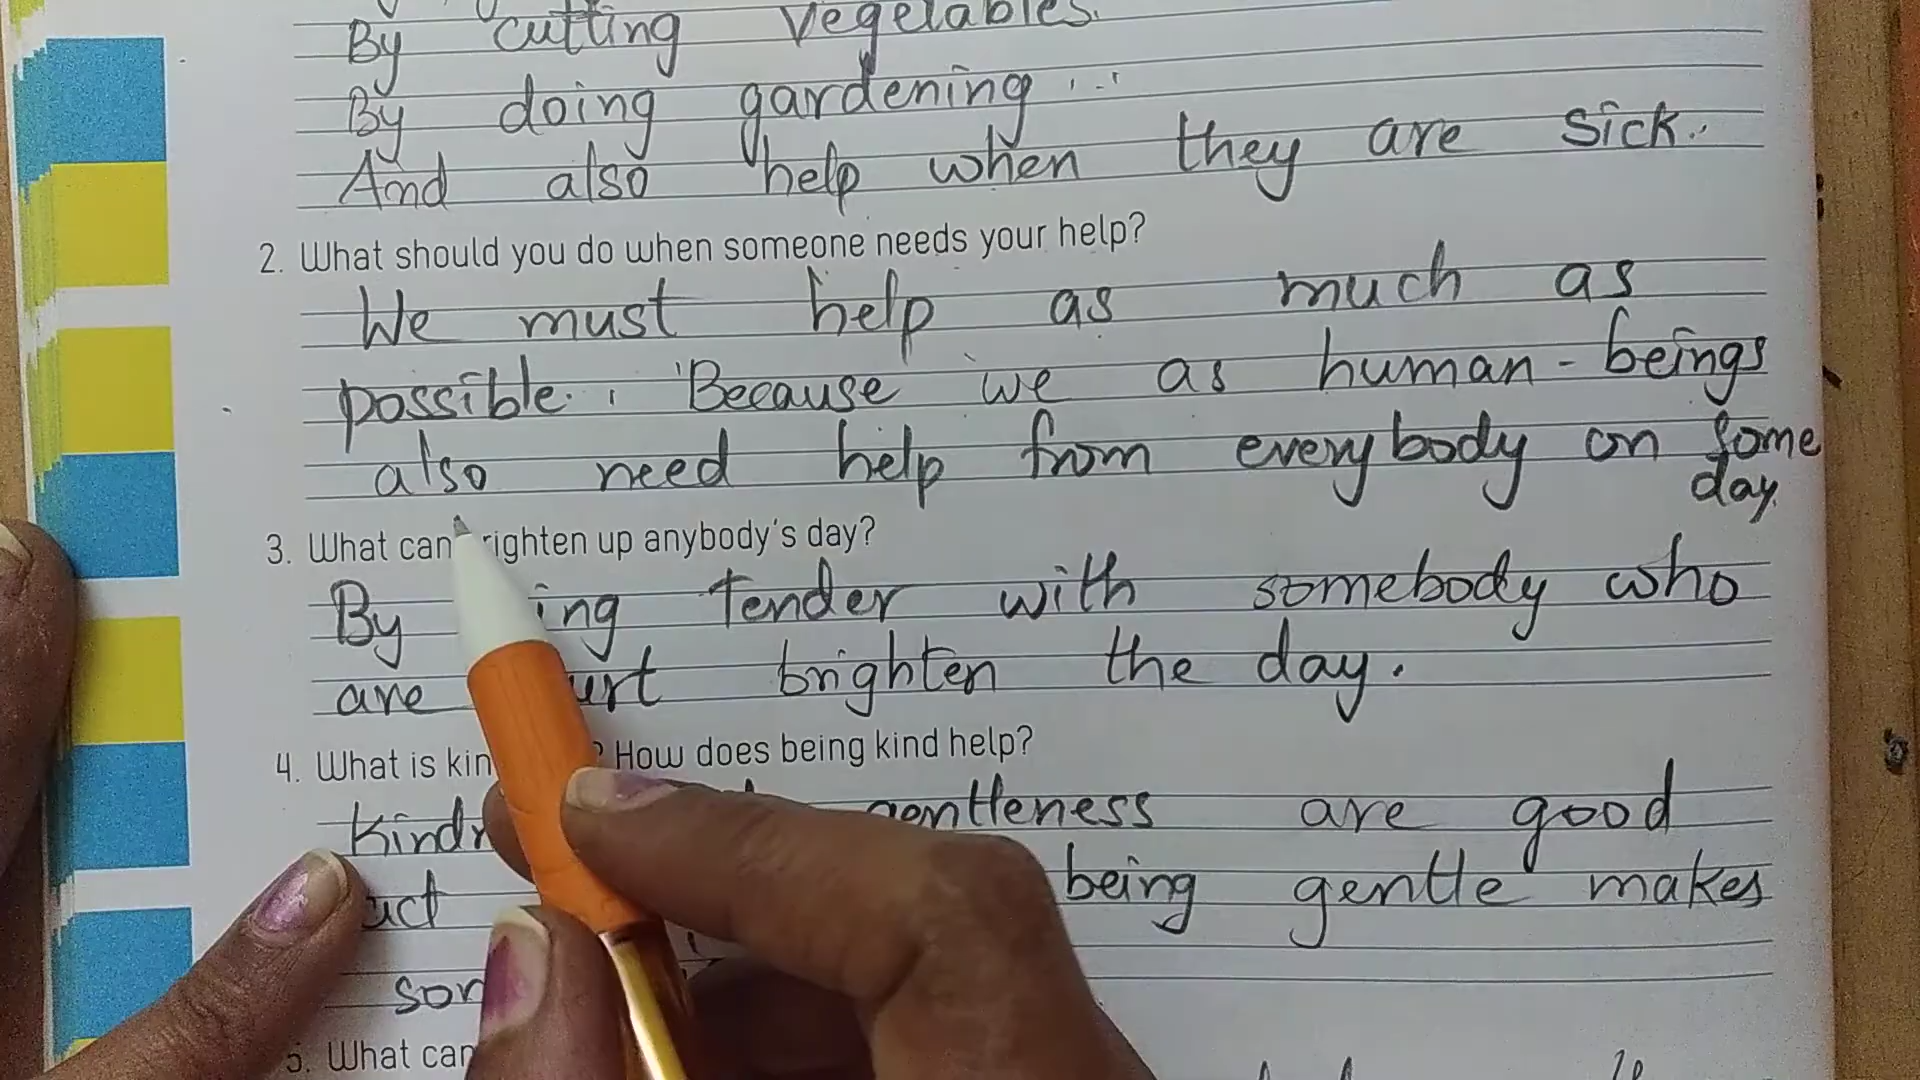 By cutting vegetables.
By doing gardening...
And also help when they are sick..
2. What should you do when someone needs your help?
We must help as much as
possible. Because we as human-beings
also need help from everybody on some
day.
3. What can righten up anybody's day?
By ing tender with somebody who
are urt brighten the day.
4. What is kin ? How does being kind help?
gentleness are good
act being gentle makes
5. What can